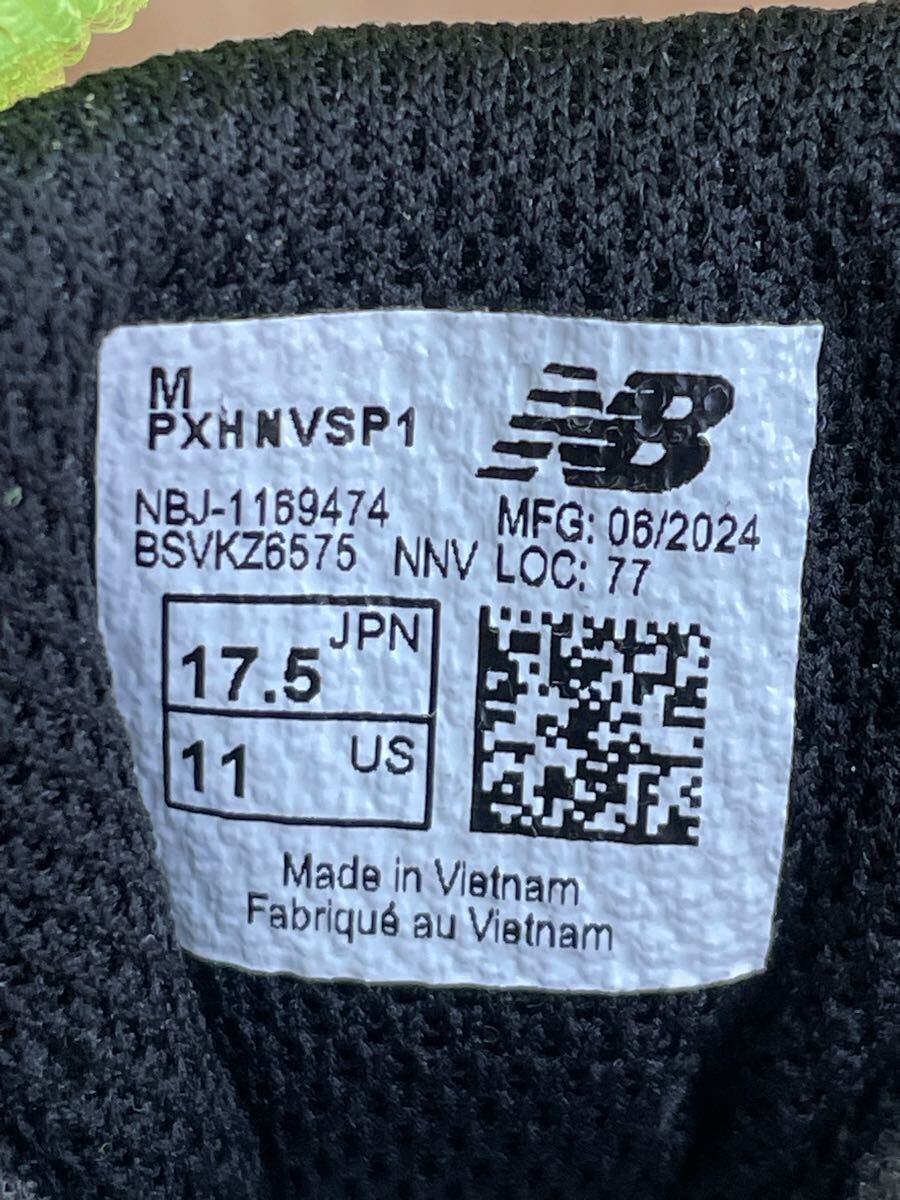 M
PXHNVSP1
NB
NBJ-1169474
BSVKZ6575 NNV
MFG: 06/2024
LOC: 77
JPN
17.5
US
11
Made in Vietnam
Fabriqué au Vietnam